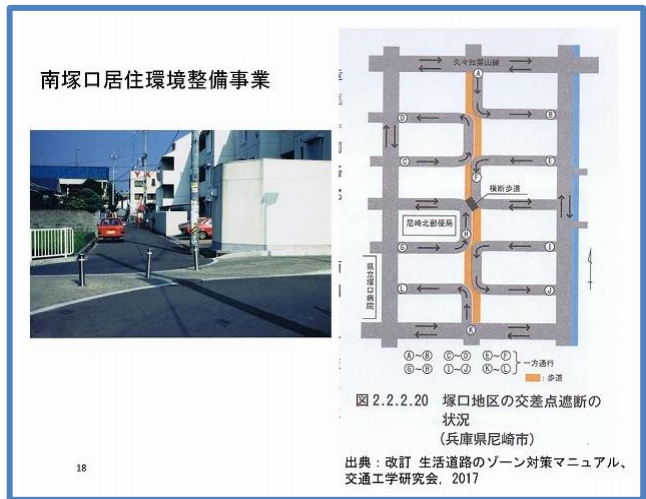 南塚口居住環境整備事業
久々知栗山線
A
D
B
C
E
F
横断歩道
尼崎北郵便局
H
G
I
県立塚口病院
L
J
K
Ⓐ～Ⓑ Ⓒ～Ⓓ Ⓔ～Ⓕ
Ⓖ～Ⓗ Ⓘ～Ⓙ Ⓚ～Ⓛ
一方通行
:歩道
図2.2.2.20 塚口地区の交差点遮断の
状況
(兵庫県尼崎市)
出典:改訂 生活道路のゾーン対策マニュアル、
交通工学研究会, 2017
18